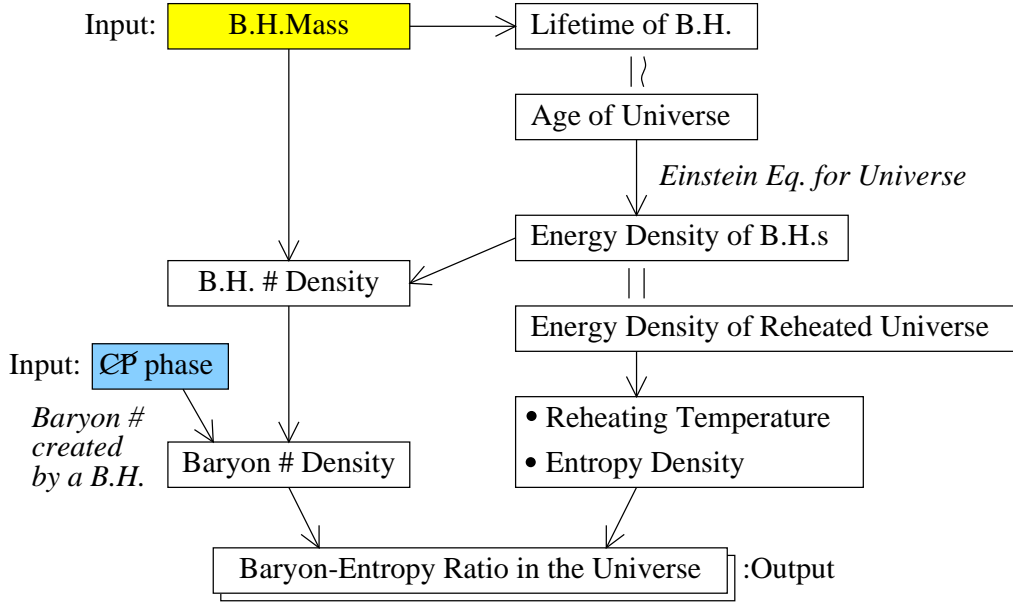 Input: B.H.Mass
Lifetime of B.H.
Age of Universe
Einstein Eq. for Universe
Energy Density of B.H.s
B.H. # Density
Energy Density of Reheated Universe
Input: CP phase
Baryon #
created
by a B.H.
Baryon # Density
• Reheating Temperature
• Entropy Density
Baryon-Entropy Ratio in the Universe :Output